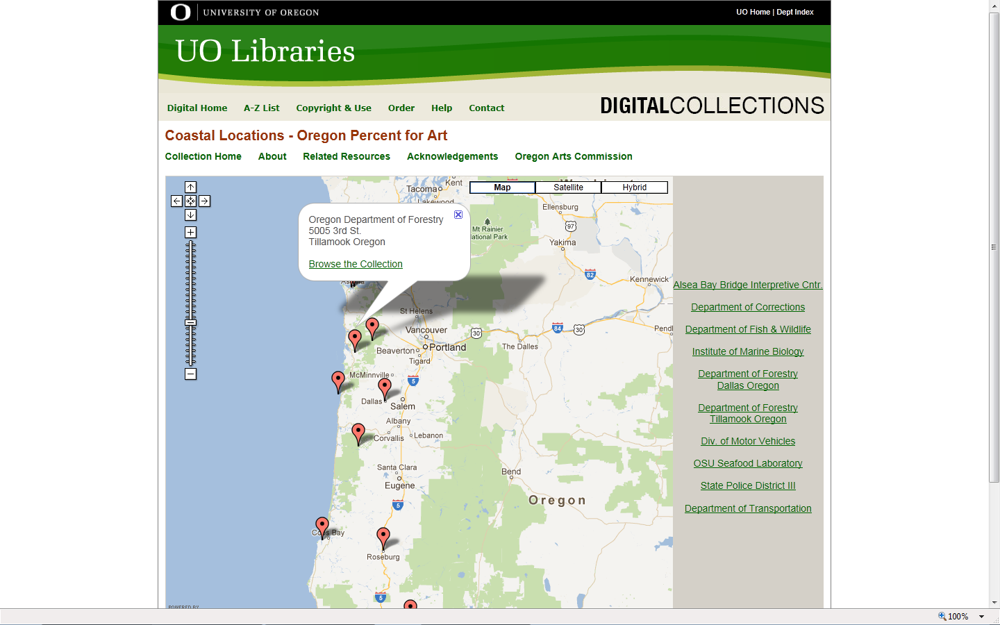 UNIVERSITY OF OREGON
UO Home | Dept Index
UO Libraries
Digital Home A-Z List Copyright & Use Order Help Contact
DIGITALCOLLECTIONS
Coastal Locations - Oregon Percent for Art
Collection Home About Related Resources Acknowledgements Oregon Arts Commission
Map Satellite Hybrid
Kent
Tacoma
Lakewood
Ellensburg
97
Mt Rainier
National Park
Yakima
Oregon Department of Forestry
5005 3rd St.
Tillamook Oregon
Browse the Collection
82
Kennewick
St Helens
Vancouver
30
84
30
Portland
The Dalles
Beaverton
Tigard
McMinnville
5
Dallas
Salem
Albany
Corvallis
Lebanon
Santa Clara
Eugene
Bend
Oregon
5
Coos Bay
Roseburg
5
POWERED BY
Alsea Bay Bridge Interpretive Cntr.
Department of Corrections
Department of Fish & Wildlife
Institute of Marine Biology
Department of Forestry
Dallas Oregon
Department of Forestry
Tillamook Oregon
Div. of Motor Vehicles
OSU Seafood Laboratory
State Police District III
Department of Transportation
100%